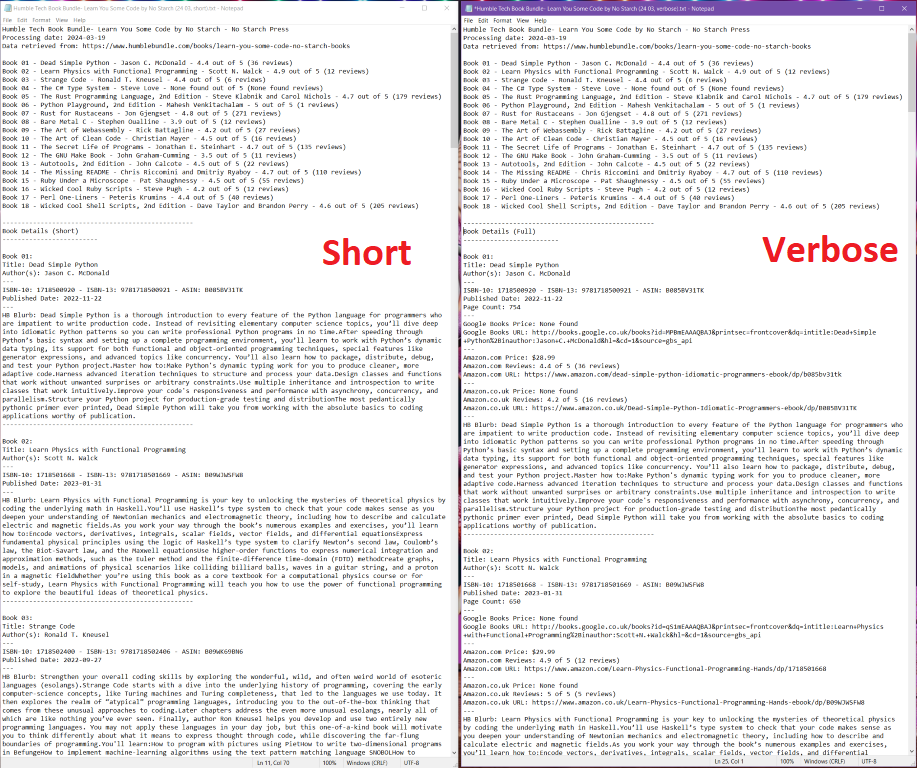 Humble Tech Book Bundle- Learn You Some Code by No Starch (24 03, short).txt - Notepad
File Edit Format View Help
Humble Tech Book Bundle- Learn You Some Code by No Starch - No Starch Press
Processing date: 2024-03-19
Data retrieved from: https://www.humblebundle.com/books/learn-you-some-code-no-starch-books
Book 01 - Dead Simple Python - Jason C. McDonald - 4.4 out of 5 (36 reviews)
Book 02 - Learn Physics with Functional Programming - Scott N. Walck - 4.9 out of 5 (12 reviews)
Book 03 - Strange Code - Ronald T. Kneusel - 4.4 out of 5 (6 reviews)
Book 04 - The C# Type System - Steve Love - None found out of 5 (None found reviews)
Book 05 - The Rust Programming Language, 2nd Edition - Steve Klabnik and Carol Nichols - 4.7 out of 5 (179 reviews)
Book 06 - Python Playground, 2nd Edition - Mahesh Venkitachalam - 5 out of 5 (1 reviews)
Book 07 - Rust for Rustaceans - Jon Gjengset - 4.8 out of 5 (271 reviews)
Book 08 - Bare Metal C - Stephen Oualline - 3.9 out of 5 (12 reviews)
Book 09 - The Art of Webassembly - Rick Battagline - 4.2 out of 5 (27 reviews)
Book 10 - The Art of Clean Code - Christian Mayer - 4.5 out of 5 (16 reviews)
Book 11 - The Secret Life of Programs - Jonathan E. Steinhart - 4.7 out of 5 (135 reviews)
Book 12 - The GNU Make Book - John Graham-Cumming - 3.5 out of 5 (11 reviews)
Book 13 - Autotools, 2nd Edition - John Calcote - 4.5 out of 5 (22 reviews)
Book 14 - The Missing README - Chris Riccomini and Dmitriy Ryaboy - 4.7 out of 5 (110 reviews)
Book 15 - Ruby Under a Microscope - Pat Shaughnessy - 4.5 out of 5 (55 reviews)
Book 16 - Wicked Cool Ruby Scripts - Steve Pugh - 4.2 out of 5 (12 reviews)
Book 17 - Perl One-Liners - Peteris Krumins - 4.4 out of 5 (40 reviews)
Book 18 - Wicked Cool Shell Scripts, 2nd Edition - Dave Taylor and Brandon Perry - 4.6 out of 5 (205 reviews)
------------------------------------------------
Book Details (Short)
------------------------
Short
Book 01:
Title: Dead Simple Python
Author(s): Jason C. McDonald
---
ISBN-10: 1718500920 - ISBN-13: 9781718500921 - ASIN: B085BV31TK
Published Date: 2022-11-22
---
HB Blurb: Dead Simple Python is a thorough introduction to every feature of the Python language for programmers who
are impatient to write production code. Instead of revisiting elementary computer science topics, you’ll dive deep
into idiomatic Python patterns so you can write professional Python programs in no time.After speeding through
Python’s basic syntax and setting up a complete programming environment, you’ll learn to work with Python’s dynamic
data typing, its support for both functional and object-oriented programming techniques, special features like
generator expressions, and advanced topics like concurrency. You’ll also learn how to package, distribute, debug,
and test your Python project.Master how to:Make Python’s dynamic typing work for you to produce cleaner, more
adaptive code.Harness advanced iteration techniques to structure and process your data.Design classes and functions
that work without unwanted surprises or arbitrary constraints.Use multiple inheritance and introspection to write
classes that work intuitively.Improve your code’s responsiveness and performance with asynchrony, concurrency, and
parallelism.Structure your Python project for production-grade testing and distributionThe most pedantically
pythonic primer ever printed, Dead Simple Python will take you from working with the absolute basics to coding
applications worthy of publication.
------------------------------------------------
Book 02:
Title: Learn Physics with Functional Programming
Author(s): Scott N. Walck
---
ISBN-10: 1718501668 - ISBN-13: 9781718501669 - ASIN: B09WJWSFW8
Published Date: 2023-01-31
---
HB Blurb: Learn Physics with Functional Programming is your key to unlocking the mysteries of theoretical physics by
coding the underlying math in Haskell.You’ll use Haskell’s type system to check that your code makes sense as you
deepen your understanding of Newtonian mechanics and electromagnetic theory, including how to describe and calculate
electric and magnetic fields.As you work your way through the book’s numerous examples and exercises, you’ll learn
how to:Encode vectors, derivatives, integrals, scalar fields, vector fields, and differential equationsExpress
fundamental physical principles using the logic of Haskell’s type system to clarify Newton’s second law, Coulomb’s
law, the Biot-Savart law, and the Maxwell equationsUse higher-order functions to express numerical integration and
approximation methods, such as the Euler method and the finite-difference time-domain (FDTD) methodCreate graphs,
models, and animations of physical scenarios like colliding billiard balls, waves in a guitar string, and a proton
in a magnetic fieldWhether you’re using this book as a core textbook for a computational physics course or for
self-study, Learn Physics with Functional Programming will teach you how to use the power of functional programming
to explore the beautiful ideas of theoretical physics.
------------------------------------------------
Book 03:
Title: Strange Code
Author(s): Ronald T. Kneusel
---
ISBN-10: 1718502400 - ISBN-13: 9781718502406 - ASIN: B09WK69BN6
Published Date: 2022-09-27
---
HB Blurb: Strengthen your overall coding skills by exploring the wonderful, wild, and often weird world of esoteric
languages (esolangs).Strange Code starts with a dive into the underlying history of programming, covering the early
computer-science concepts, like Turing machines and Turing completeness, that led to the languages we use today. It
then explores the realm of “atypical” programming languages, introducing you to the out-of-the-box thinking that
comes from these unusual approaches to coding.Later chapters address the even more unusual esolangs, nearly all of
which are like nothing you’ve ever seen. Finally, author Ron Kneusel helps you develop and use two entirely new
programming languages. You may not apply these languages in your day job, but this one-of-a-kind book will motivate
you to think differently about what it means to express thought through code, while discovering the far-flung
boundaries of programming.You’ll learn:How to program with pictures using PietHow to write two-dimensional programs
in BefungeHow to implement machine-learning algorithms using the text pattern matching language SNOBOLHow to
Ln 11, Col 70 100% Windows (CRLF) UTF-8
*Humble Tech Book Bundle- Learn You Some Code by No Starch (24 03, verbose).txt - Notepad
File Edit Format View Help
Humble Tech Book Bundle- Learn You Some Code by No Starch - No Starch Press
Processing date: 2024-03-19
Data retrieved from: https://www.humblebundle.com/books/learn-you-some-code-no-starch-books
Book 01 - Dead Simple Python - Jason C. McDonald - 4.4 out of 5 (36 reviews)
Book 02 - Learn Physics with Functional Programming - Scott N. Walck - 4.9 out of 5 (12 reviews)
Book 03 - Strange Code - Ronald T. Kneusel - 4.4 out of 5 (6 reviews)
Book 04 - The C# Type System - Steve Love - None found out of 5 (None found reviews)
Book 05 - The Rust Programming Language, 2nd Edition - Steve Klabnik and Carol Nichols - 4.7 out of 5 (179 reviews)
Book 06 - Python Playground, 2nd Edition - Mahesh Venkitachalam - 5 out of 5 (1 reviews)
Book 07 - Rust for Rustaceans - Jon Gjengset - 4.8 out of 5 (271 reviews)
Book 08 - Bare Metal C - Stephen Oualline - 3.9 out of 5 (12 reviews)
Book 09 - The Art of Webassembly - Rick Battagline - 4.2 out of 5 (27 reviews)
Book 10 - The Art of Clean Code - Christian Mayer - 4.5 out of 5 (16 reviews)
Book 11 - The Secret Life of Programs - Jonathan E. Steinhart - 4.7 out of 5 (135 reviews)
Book 12 - The GNU Make Book - John Graham-Cumming - 3.5 out of 5 (11 reviews)
Book 13 - Autotools, 2nd Edition - John Calcote - 4.5 out of 5 (22 reviews)
Book 14 - The Missing README - Chris Riccomini and Dmitriy Ryaboy - 4.7 out of 5 (110 reviews)
Book 15 - Ruby Under a Microscope - Pat Shaughnessy - 4.5 out of 5 (55 reviews)
Book 16 - Wicked Cool Ruby Scripts - Steve Pugh - 4.2 out of 5 (12 reviews)
Book 17 - Perl One-Liners - Peteris Krumins - 4.4 out of 5 (40 reviews)
Book 18 - Wicked Cool Shell Scripts, 2nd Edition - Dave Taylor and Brandon Perry - 4.6 out of 5 (205 reviews)
------------------------------------------------
Book Details (Full)
------------------------
Verbose
Book 01:
Title: Dead Simple Python
Author(s): Jason C. McDonald
---
ISBN-10: 1718500920 - ISBN-13: 9781718500921 - ASIN: B085BV31TK
Published Date: 2022-11-22
Page Count: 754
---
Google Books Price: None found
Google Books URL: http://books.google.co.uk/books?id=MPBmEAAAQBAJ&printsec=frontcover&dq=intitle:Dead+Simple
+Python%2Binauthor:Jason+C.+McDonald&hl=&cd=1&source=gbs_api
---
Amazon.com Price: $28.99
Amazon.com Reviews: 4.4 of 5 (36 reviews)
Amazon.com URL: https://www.amazon.com/dead-simple-python-idiomatic-programmers-ebook/dp/b085bv31tk
---
Amazon.co.uk Price: None found
Amazon.co.uk Reviews: 4.2 of 5 (16 reviews)
Amazon.co.uk URL: https://www.amazon.co.uk/Dead-Simple-Python-Idiomatic-Programmers-ebook/dp/B085BV31TK
---
HB Blurb: Dead Simple Python is a thorough introduction to every feature of the Python language for programmers who
are impatient to write production code. Instead of revisiting elementary computer science topics, you’ll dive deep
into idiomatic Python patterns so you can write professional Python programs in no time.After speeding through
Python’s basic syntax and setting up a complete programming environment, you’ll learn to work with Python’s dynamic
data typing, its support for both functional and object-oriented programming techniques, special features like
generator expressions, and advanced topics like concurrency. You’ll also learn how to package, distribute, debug,
and test your Python project.Master how to:Make Python’s dynamic typing work for you to produce cleaner, more
adaptive code.Harness advanced iteration techniques to structure and process your data.Design classes and functions
that work without unwanted surprises or arbitrary constraints.Use multiple inheritance and introspection to write
classes that work intuitively.Improve your code’s responsiveness and performance with asynchrony, concurrency, and
parallelism.Structure your Python project for production-grade testing and distributionThe most pedantically
pythonic primer ever printed, Dead Simple Python will take you from working with the absolute basics to coding
applications worthy of publication.
------------------------------------------------
Book 02:
Title: Learn Physics with Functional Programming
Author(s): Scott N. Walck
---
ISBN-10: 1718501668 - ISBN-13: 9781718501669 - ASIN: B09WJWSFW8
Published Date: 2023-01-31
Page Count: 650
---
Google Books Price: None found
Google Books URL: http://books.google.co.uk/books?id=qSimEAAAQBAJ&printsec=frontcover&dq=intitle:Learn+Physics
+with+Functional+Programming%2Binauthor:Scott+N.+Walck&hl=&cd=1&source=gbs_api
---
Amazon.com Price: $29.99
Amazon.com Reviews: 4.9 of 5 (12 reviews)
Amazon.com URL: https://www.amazon.com/Learn-Physics-Functional-Programming-Hands/dp/1718501668
---
Amazon.co.uk Price: None found
Amazon.co.uk Reviews: 5 of 5 (5 reviews)
Amazon.co.uk URL: https://www.amazon.co.uk/Learn-Physics-Functional-Programming-Hands-ebook/dp/B09WJWSFW8
---
HB Blurb: Learn Physics with Functional Programming is your key to unlocking the mysteries of theoretical physics
by coding the underlying math in Haskell.You’ll use Haskell’s type system to check that your code makes sense as
you deepen your understanding of Newtonian mechanics and electromagnetic theory, including how to describe and
calculate electric and magnetic fields.As you work your way through the book’s numerous examples and exercises,
you’ll learn how to:Encode vectors, derivatives, integrals, scalar fields, vector fields, and differential
Ln 25, Col 1 100% Windows (CRLF) UTF-8